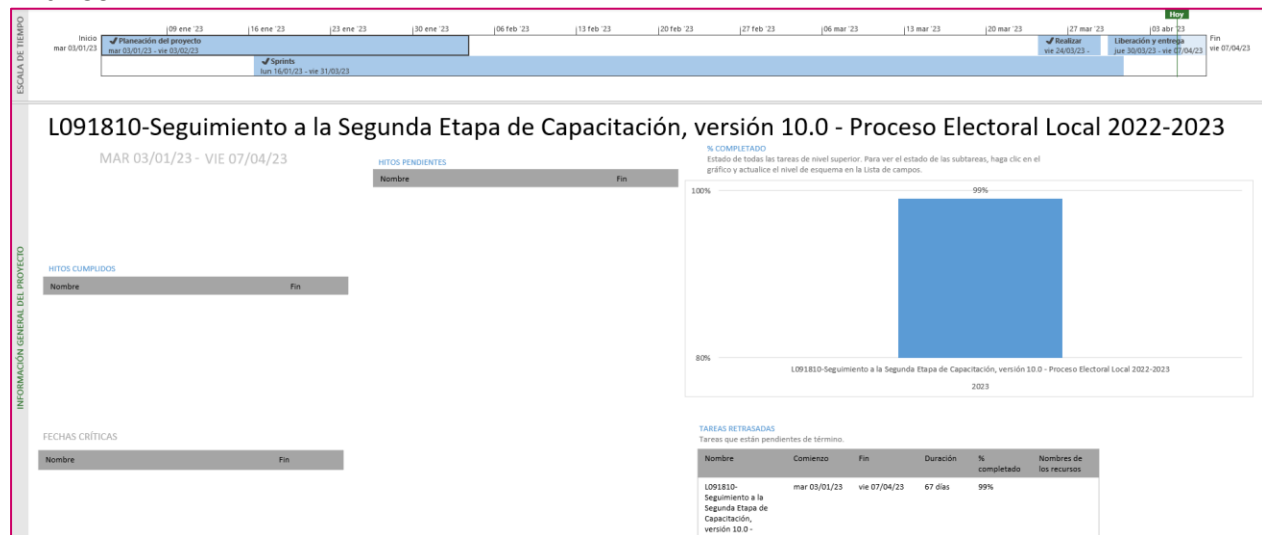 Hoy
09 ene '23
16 ene '23
23 ene '23
30 ene '23
06 feb '23
13 feb '23
20 feb '23
27 feb '23
06 mar '23
13 mar '23
20 mar '23
27 mar '23
03 abr '23
ESCALA DE TIEMPO
Inicio
mar 03/01/23
Planeación del proyecto
mar 03/01/23 - vie 03/02/23
Realizar
vie 24/03/23 -
Liberación y entrega
jue 30/03/23 - vie 07/04/23
Fin
vie 07/04/23
Sprints
lun 16/01/23 - vie 31/03/23
INFORMACIÓN GENERAL DEL PROYECTO
L091810-Seguimiento a la Segunda Etapa de Capacitación, versión 10.0 - Proceso Electoral Local 2022-2023
MAR 03/01/23 - VIE 07/04/23
HITOS PENDIENTES
Nombre Fin
HITOS CUMPLIDOS
Nombre Fin
FECHAS CRÍTICAS
Nombre Fin
% COMPLETADO
Estado de todas las tareas de nivel superior. Para ver el estado de las subtareas, haga clic en el
gráfico y actualice el nivel de esquema en la Lista de campos.
100%
99%
80%
L091810-Seguimiento a la Segunda Etapa de Capacitación, versión 10.0 - Proceso Electoral Local 2022-2023
2023
TAREAS RETRASADAS
Tareas que están pendientes de término.
Nombre Comienzo Fin Duración % completado Nombres de los recursos
L091810- mar 03/01/23 vie 07/04/23 67 días 99%
Seguimiento a la
Segunda Etapa de
Capacitación,
versión 10.0 -